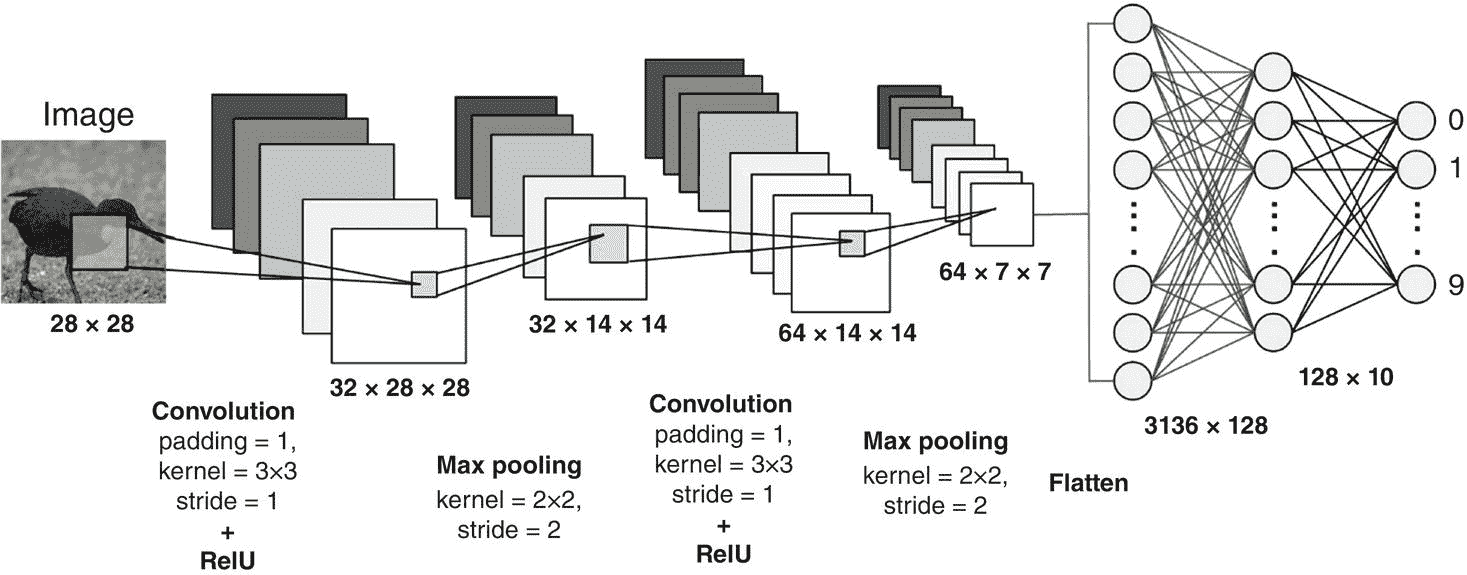 Image
28 × 28
32 × 28 × 28
Convolution
padding = 1,
kernel = 3×3
stride = 1
+
RelU
32 × 14 × 14
Max pooling
kernel = 2×2,
stride = 2
64 × 14 × 14
Convolution
padding = 1,
kernel = 3×3
stride = 1
+
RelU
64 × 7 × 7
Max pooling
kernel = 2×2,
stride = 2
Flatten
3136 × 128
128 × 10
0
1
9